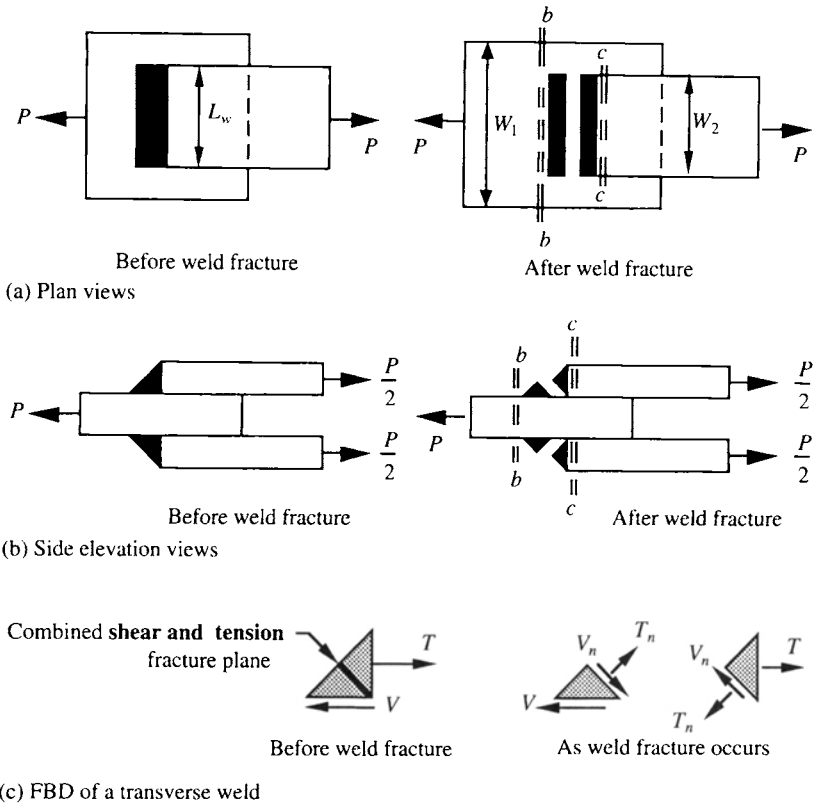 b
c
P
L_w
P
P
W_1
W_2
P
c
b
Before weld fracture
After weld fracture
(a) Plan views
P
P/2
P/2
b
c
P
b
c
P/2
P/2
Before weld fracture
After weld fracture
(b) Side elevation views
Combined shear and tension
fracture plane
T
V
V_n
T_n
V
V_n
T
T_n
Before weld fracture
As weld fracture occurs
(c) FBD of a transverse weld